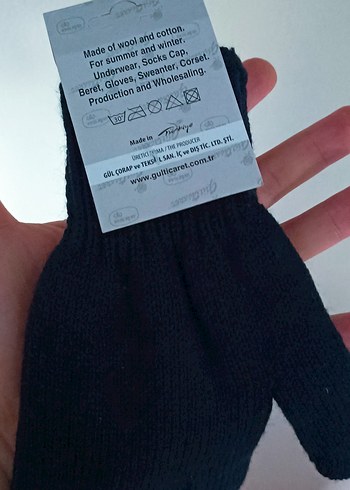 Made of wool and cotton.
For summer and winter.
Underwear, Socks Cap,
Beret, Gloves, Sweanter, Corset.
Production and Wholesaling.
30°
Made in Türkiye
ÜRETİCİ FİRMA / THE PRODUCER
GÜL ÇORAP ve TEKSTİL SAN. İÇ ve DIŞ TİC. LTD. ŞTİ.
www.gulticaret.com.tr